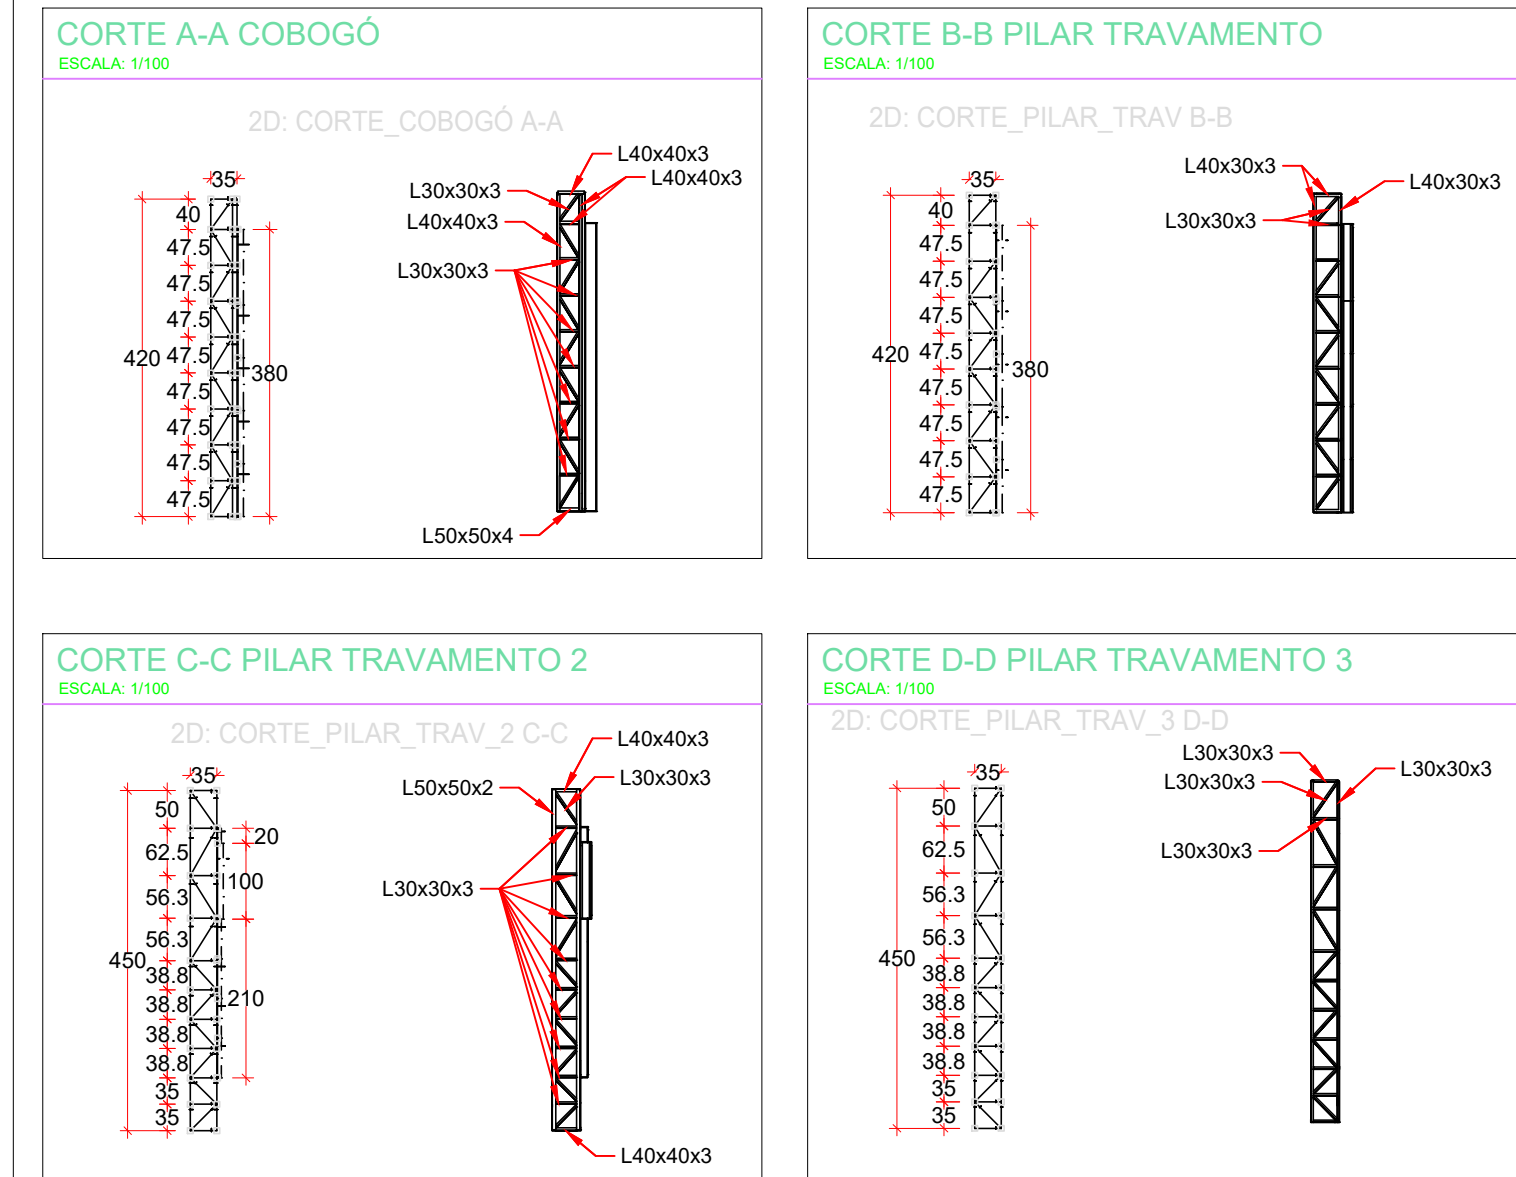 CORTE A-A COBOGÓ
ESCALA: 1/100
2D: CORTE_COBOGÓ A-A
35
40
47.5
47.5
47.5
47.5
47.5
47.5
47.5
47.5
420
380
L40x40x3
L40x40x3
L30x30x3
L40x40x3
L30x30x3
L50x50x4
CORTE B-B PILAR TRAVAMENTO
ESCALA: 1/100
2D: CORTE_PILAR_TRAV B-B
35
40
47.5
47.5
47.5
47.5
47.5
47.5
47.5
47.5
420
380
L40x30x3
L40x30x3
L30x30x3
CORTE C-C PILAR TRAVAMENTO 2
ESCALA: 1/100
2D: CORTE_PILAR_TRAV_2 C-C
35
50
62.5
56.3
56.3
38.8
38.8
38.8
38.8
35
35
450
20
100
210
L40x40x3
L30x30x3
L50x50x2
L30x30x3
L40x40x3
CORTE D-D PILAR TRAVAMENTO 3
ESCALA: 1/100
2D: CORTE_PILAR_TRAV_3 D-D
35
50
62.5
56.3
56.3
38.8
38.8
38.8
38.8
35
35
450
L30x30x3
L30x30x3
L30x30x3
L30x30x3